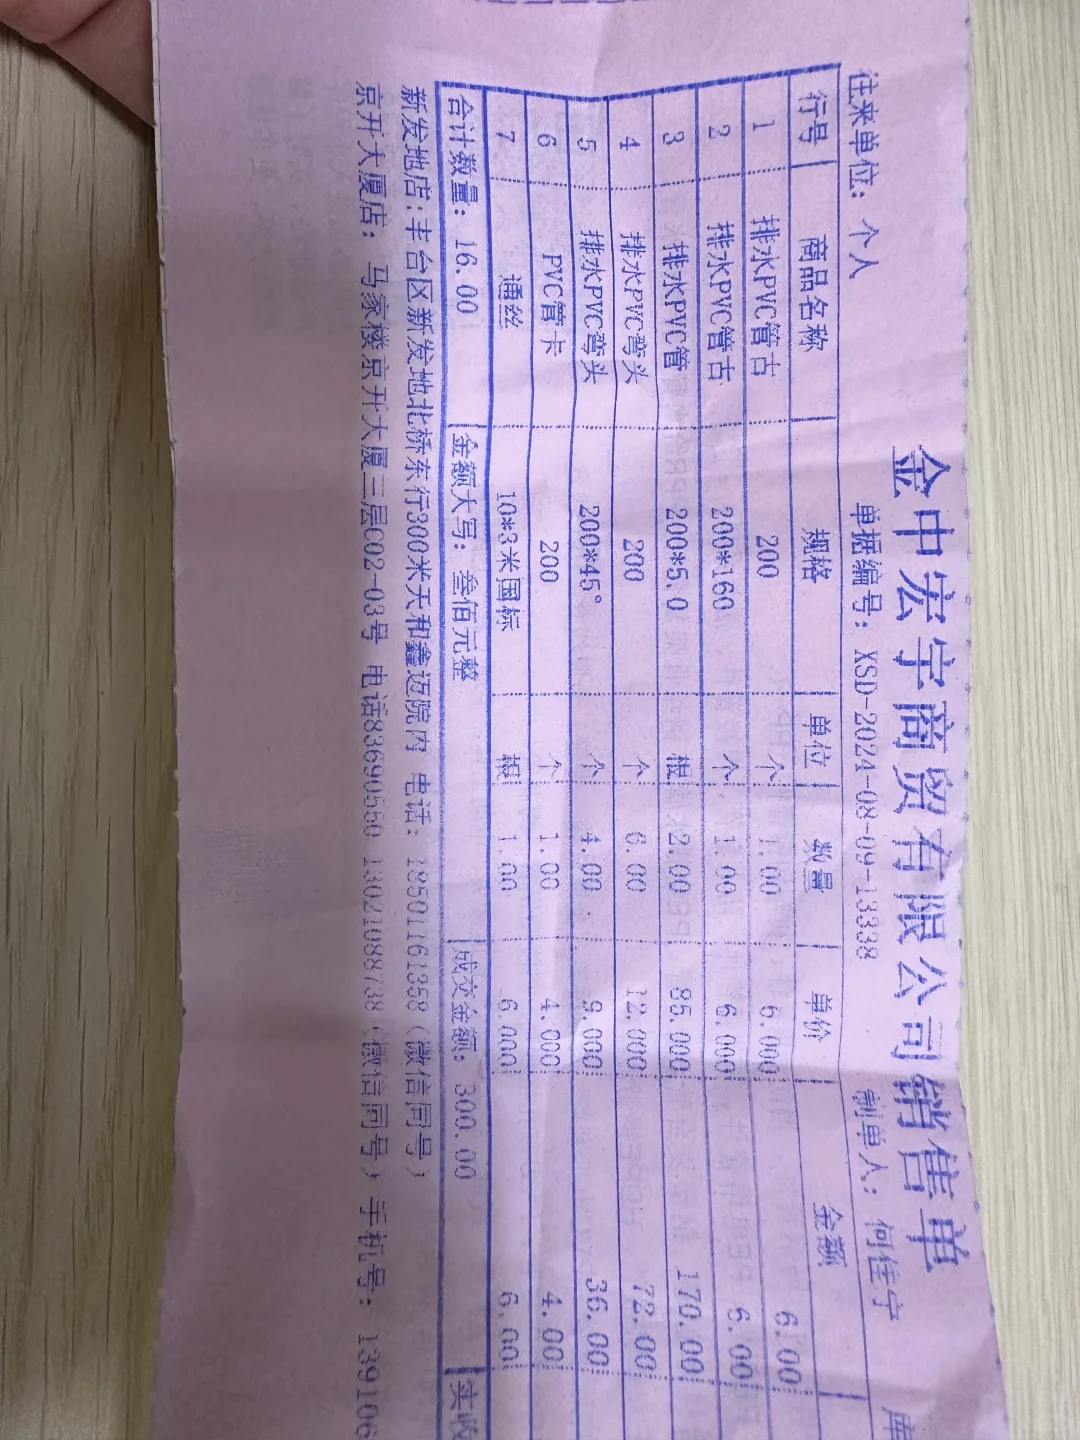 金中宏宇商贸有限公司销售单
往来单位: 个人 单据编号: XSD-2024-08-09-13338 制单人: 何佳宁 库
行号 商品名称 规格 单位 数量 单价 金额
1 排水PVC管古 200 个 1.00 6.000 6.00
2 排水PVC管古 200*160 个 1.00 6.000 6.00
3 排水PVC管 200*5.0 根 2.00 85.000 170.00
4 排水PVC弯头 200 个 6.00 12.000 72.00
5 排水PVC弯头 200*45° 个 4.00 9.000 36.00
6 PVC管卡 200 个 1.00 4.000 4.00
7 通丝 10*3米国标 根 1.00 6.000 6.00
合计数量: 16.00 金额大写: 叁佰元整 成交金额: 300.00 实收
新发地店:丰台区新发地北桥东行300米天和鑫迈院内 电话: 18501161358(微信同号)
京开大厦店: 马家楼京开大厦三层C02-03号 电话83690550 13021088738(微信同号) 手机号: 139106